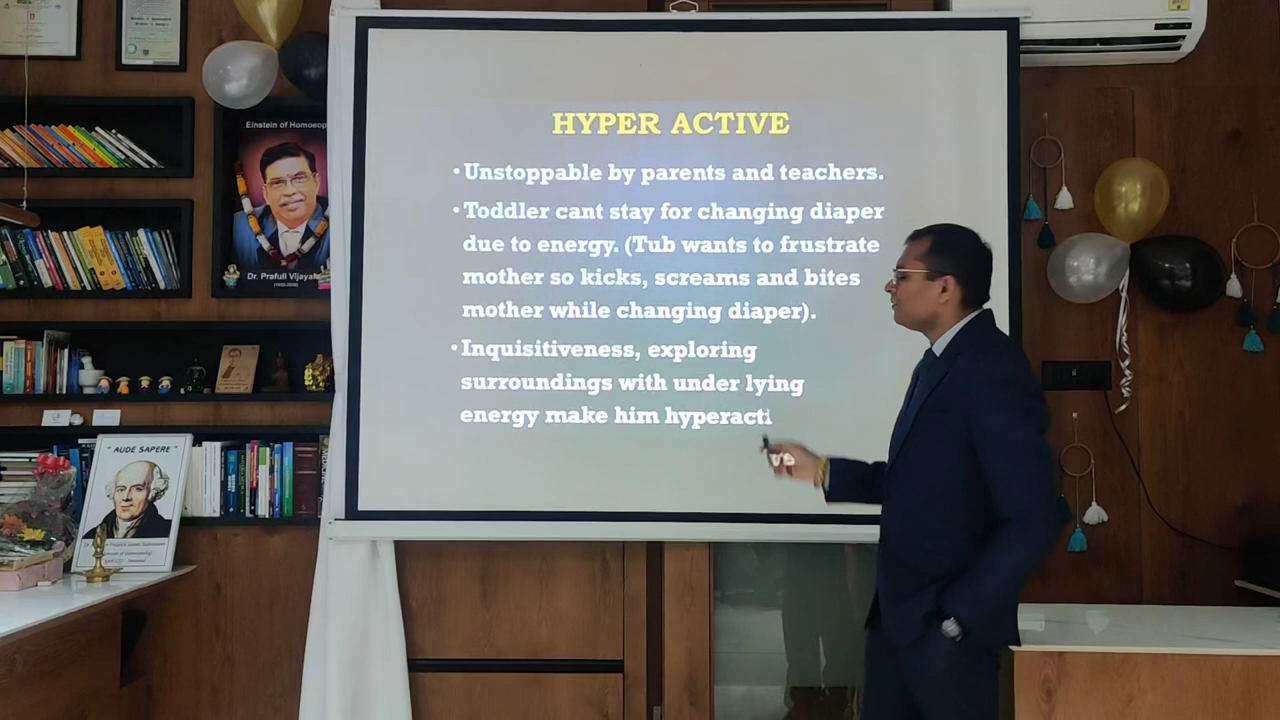 HYPER ACTIVE
•Unstoppable by parents and teachers.
•Toddler cant stay for changing diaper
due to energy. (Tub wants to frustrate
mother so kicks, screams and bites
mother while changing diaper).
•Inquisitiveness, exploring
surroundings with under lying
energy make him hyperacti
ve
Einstein of Homoeop
Dr. Prafull Vijaya
" AUDE SAPERE "